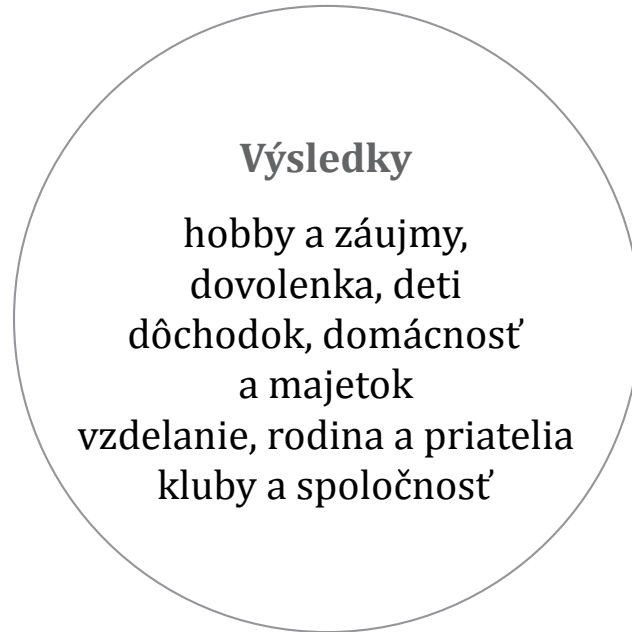 Výsledky
hobby a záujmy,
dovolenka, deti
dôchodok, domácnosť
a majetok
vzdelanie, rodina a priatelia
kluby a spoločnosť